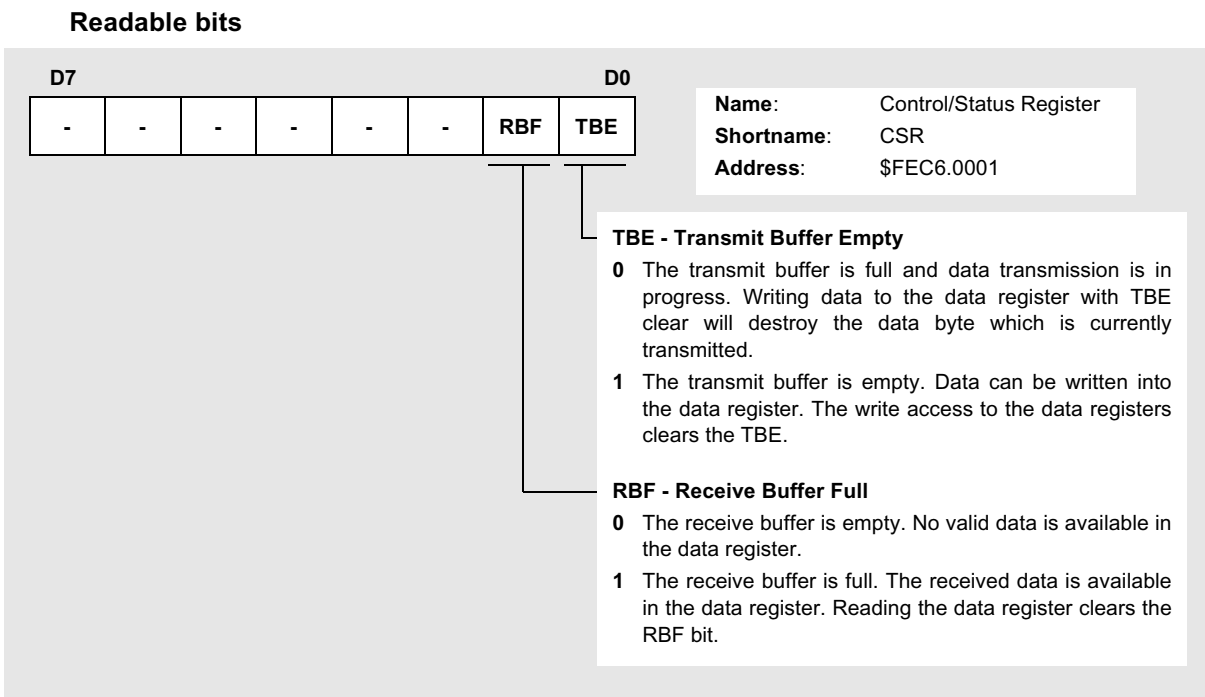 Readable bits
D7 D0
- - - - - - RBF TBE
Name: Control/Status Register
Shortname: CSR
Address: $FEC6.0001
TBE - Transmit Buffer Empty
0 The transmit buffer is full and data transmission is in
progress. Writing data to the data register with TBE
clear will destroy the data byte which is currently
transmitted.
1 The transmit buffer is empty. Data can be written into
the data register. The write access to the data registers
clears the TBE.
RBF - Receive Buffer Full
0 The receive buffer is empty. No valid data is available in
the data register.
1 The receive buffer is full. The received data is available
in the data register. Reading the data register clears the
RBF bit.